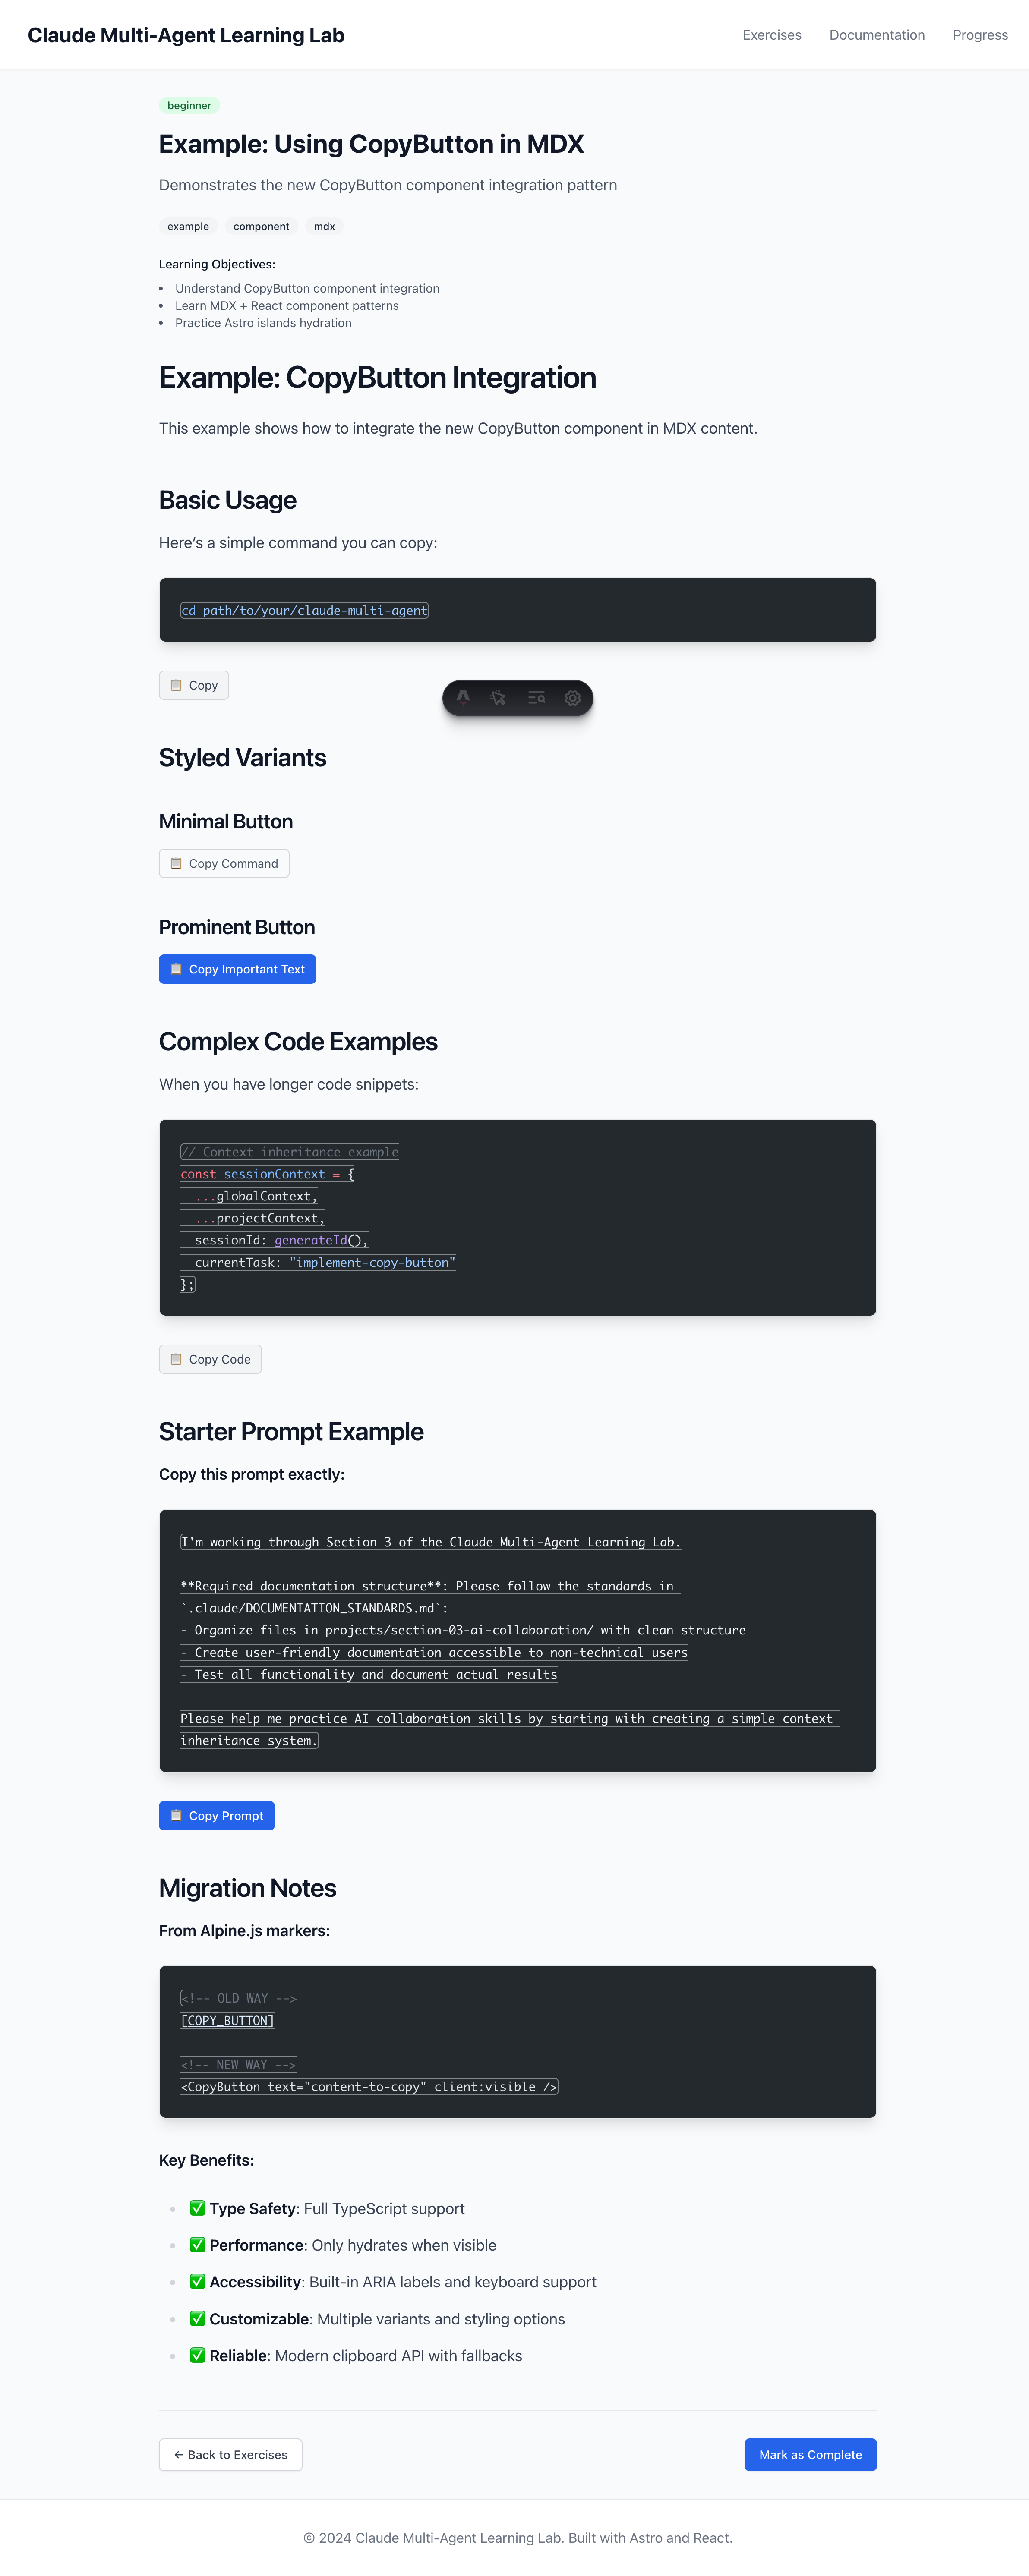 Claude Multi-Agent Learning Lab
Exercises
Documentation
Progress
beginner
Example: Using CopyButton in MDX
Demonstrates the new CopyButton component integration pattern
example
component
mdx
Learning Objectives:
• Understand CopyButton component integration
• Learn MDX + React component patterns
• Practice Astro islands hydration
Example: CopyButton Integration
This example shows how to integrate the new CopyButton component in MDX content.
Basic Usage
Here’s a simple command you can copy:
cd path/to/your/claude-multi-agent
📋 Copy
Styled Variants
Minimal Button
📋 Copy Command
Prominent Button
📋 Copy Important Text
Complex Code Examples
When you have longer code snippets:
// Context inheritance example
const sessionContext = {
  ...globalContext,
  ...projectContext,
  sessionId: generateId(),
  currentTask: "implement-copy-button"
};
📋 Copy Code
Starter Prompt Example
Copy this prompt exactly:
I'm working through Section 3 of the Claude Multi-Agent Learning Lab.
**Required documentation structure**: Please follow the standards in
`.claude/DOCUMENTATION_STANDARDS.md`:
- Organize files in projects/section-03-ai-collaboration/ with clean structure
- Create user-friendly documentation accessible to non-technical users
- Test all functionality and document actual results
Please help me practice AI collaboration skills by starting with creating a simple context
inheritance system.
📋 Copy Prompt
Migration Notes
From Alpine.js markers:
<!-- OLD WAY -->
[COPY_BUTTON]
<!-- NEW WAY -->
<CopyButton text="content-to-copy" client:visible />
Key Benefits:
• ✅ Type Safety: Full TypeScript support
• ✅ Performance: Only hydrates when visible
• ✅ Accessibility: Built-in ARIA labels and keyboard support
• ✅ Customizable: Multiple variants and styling options
• ✅ Reliable: Modern clipboard API with fallbacks
← Back to Exercises
Mark as Complete
© 2024 Claude Multi-Agent Learning Lab. Built with Astro and React.